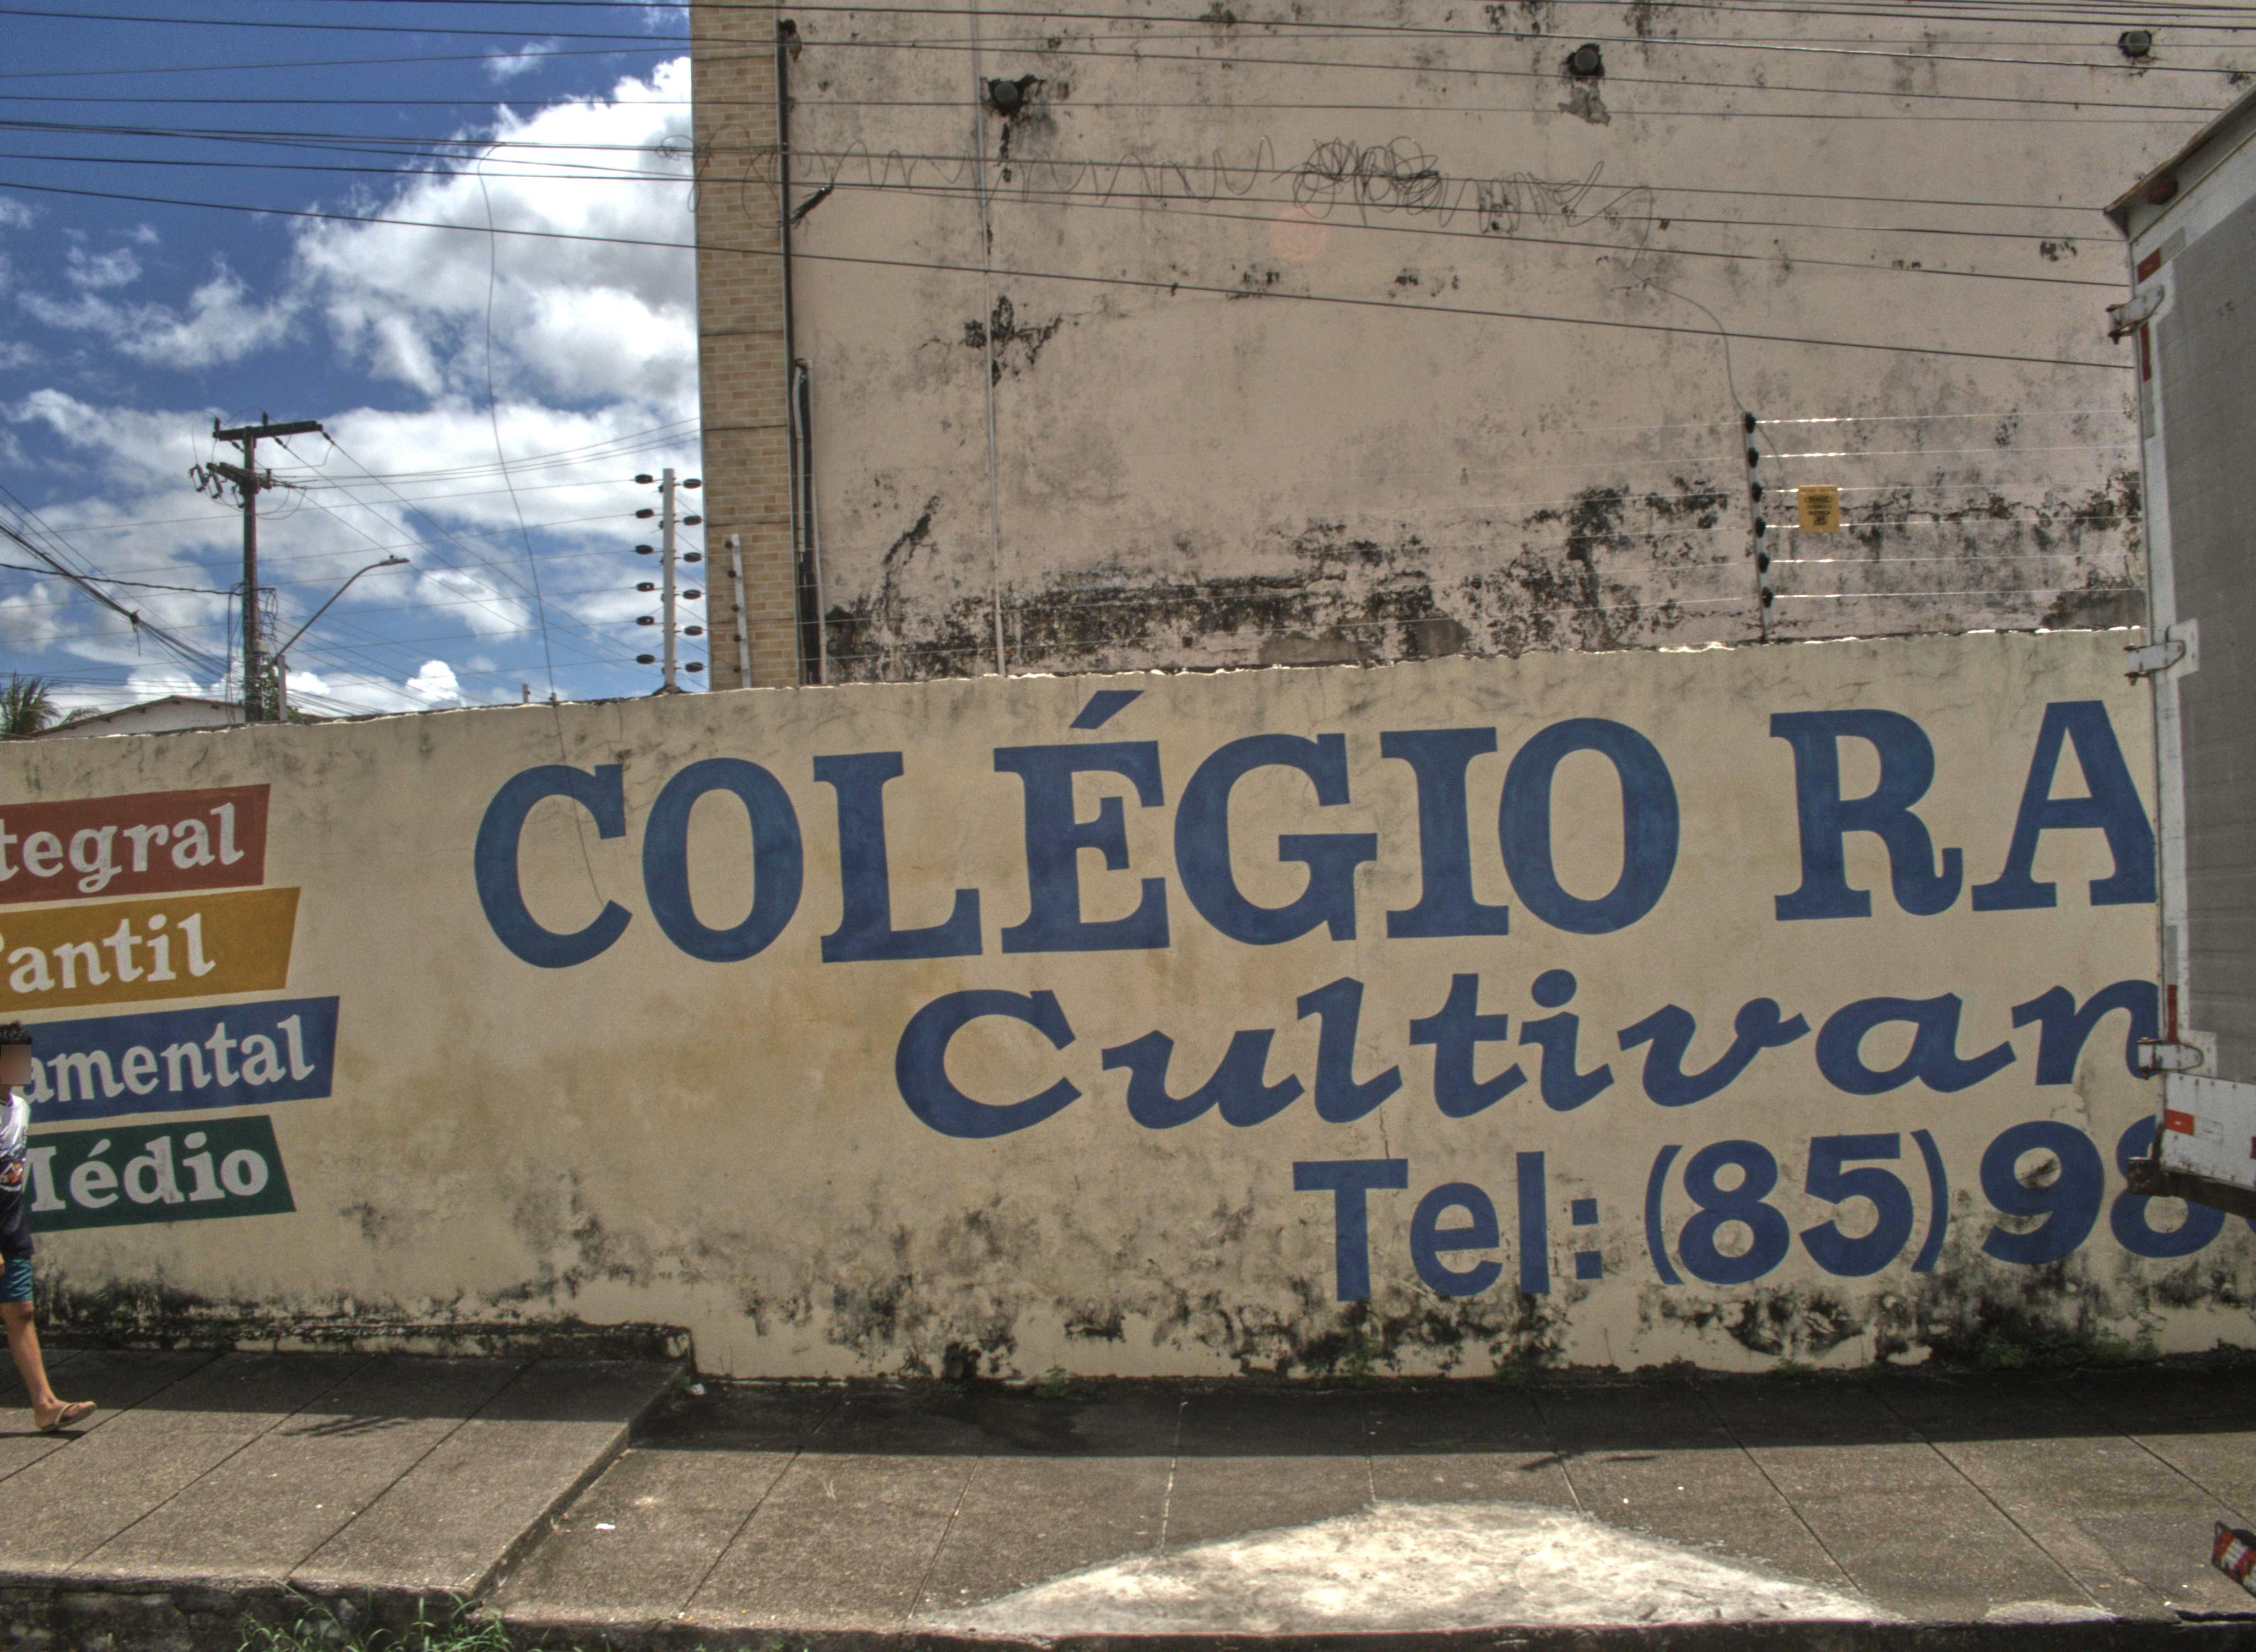 tegral
antil
amental
Médio
COLÉGIO RA
Cultivan
Tel: (85) 98